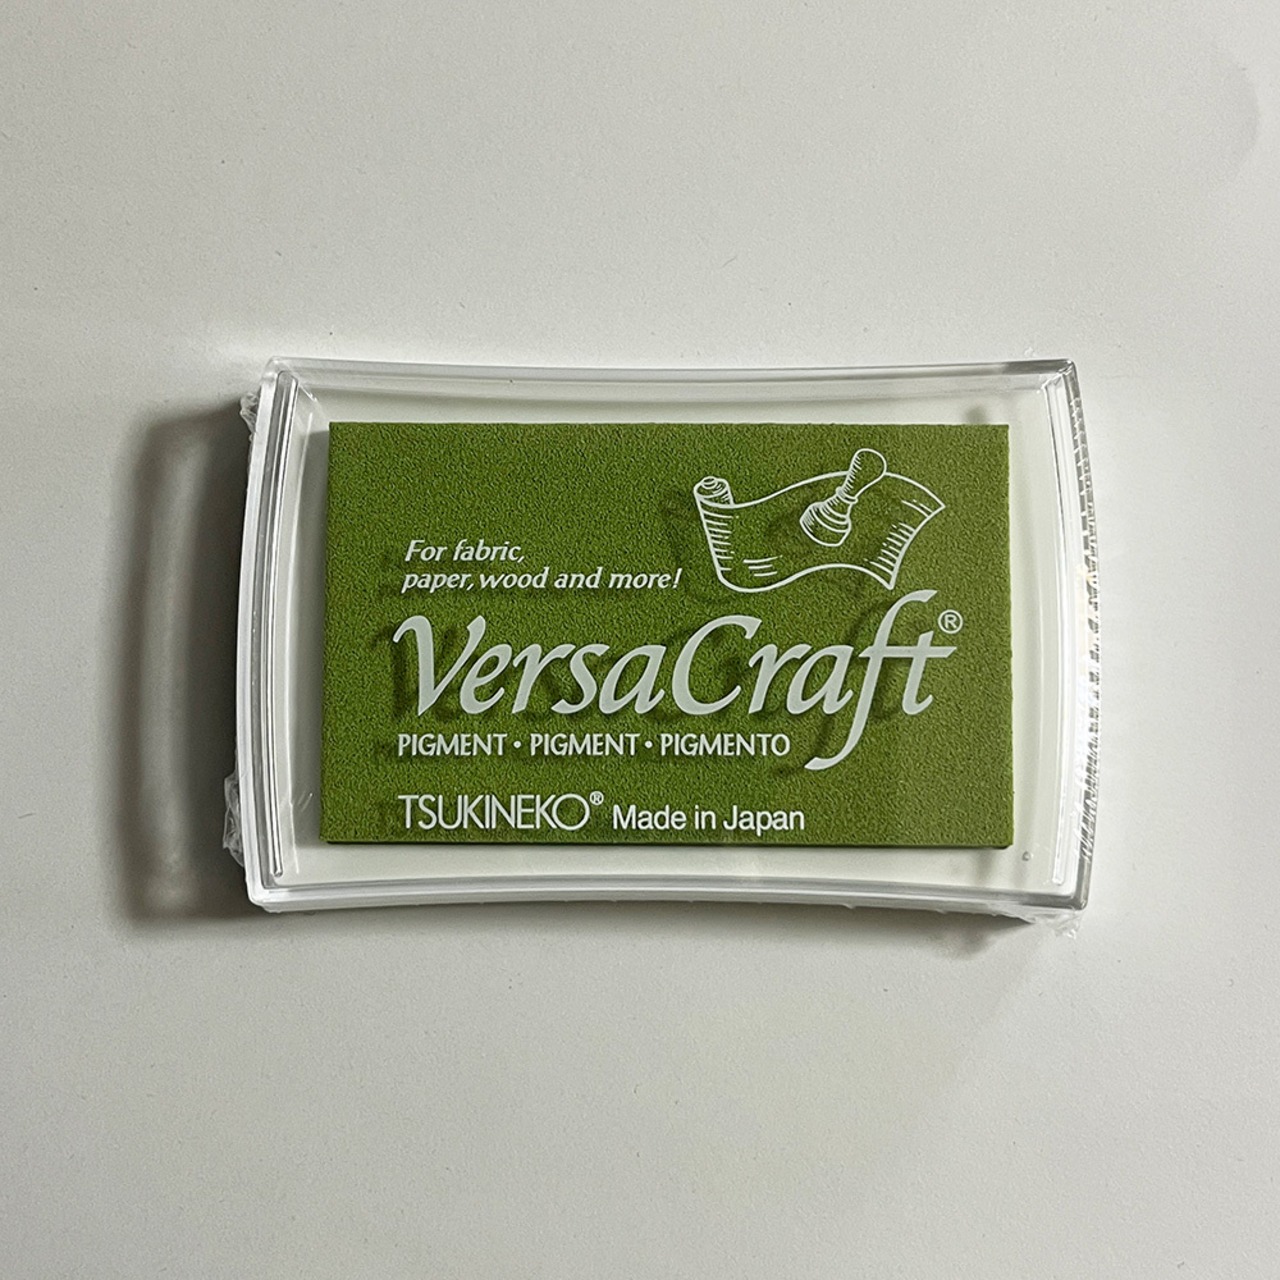 For fabric,
paper, wood and more!
VersaCraft®
PIGMENT • PIGMENT • PIGMENTO
TSUKINEKO® Made in Japan